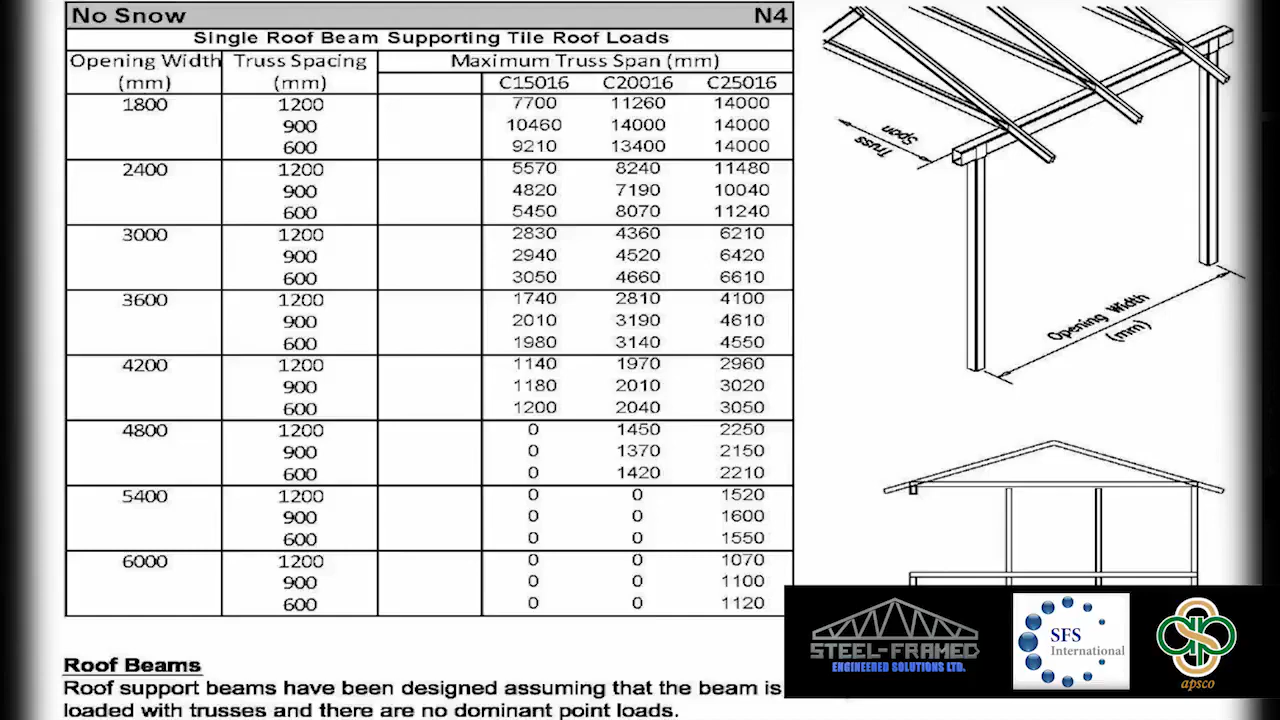 No Snow N4
Single Roof Beam Supporting Tile Roof Loads
Opening Width Truss Spacing Maximum Truss Span (mm)
(mm) (mm) C15016 C20016 C25016
1800 1200 7700 11260 14000
900 10460 14000 14000
600 9210 13400 14000
2400 1200 5570 8240 11480
900 4820 7190 10040
600 5450 8070 11240
3000 1200 2830 4360 6210
900 2940 4520 6420
600 3050 4660 6610
3600 1200 1740 2810 4100
900 2010 3190 4610
600 1980 3140 4550
4200 1200 1140 1970 2960
900 1180 2010 3020
600 1200 2040 3050
4800 1200 0 1450 2250
900 0 1370 2150
600 0 1420 2210
5400 1200 0 0 1520
900 0 0 1600
600 0 0 1550
6000 1200 0 0 1070
900 0 0 1100
600 0 0 1120
Truss
Span
Opening Width
(mm)
Roof Beams
Roof support beams have been designed assuming that the beam is
loaded with trusses and there are no dominant point loads.
STEEL-FRAMED
ENGINEERED SOLUTIONS LTD.
SFS
International
apsco